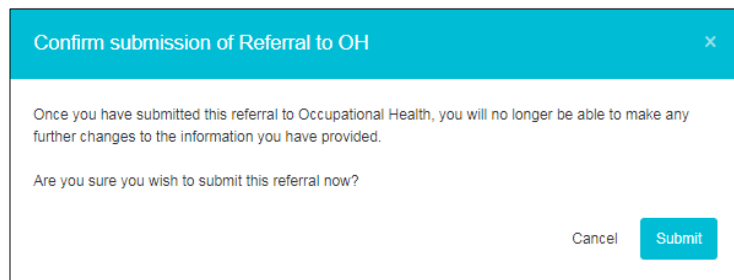 Confirm submission of Referral to OH ×
Once you have submitted this referral to Occupational Health, you will no longer be able to make any
further changes to the information you have provided.
Are you sure you wish to submit this referral now?
Cancel Submit